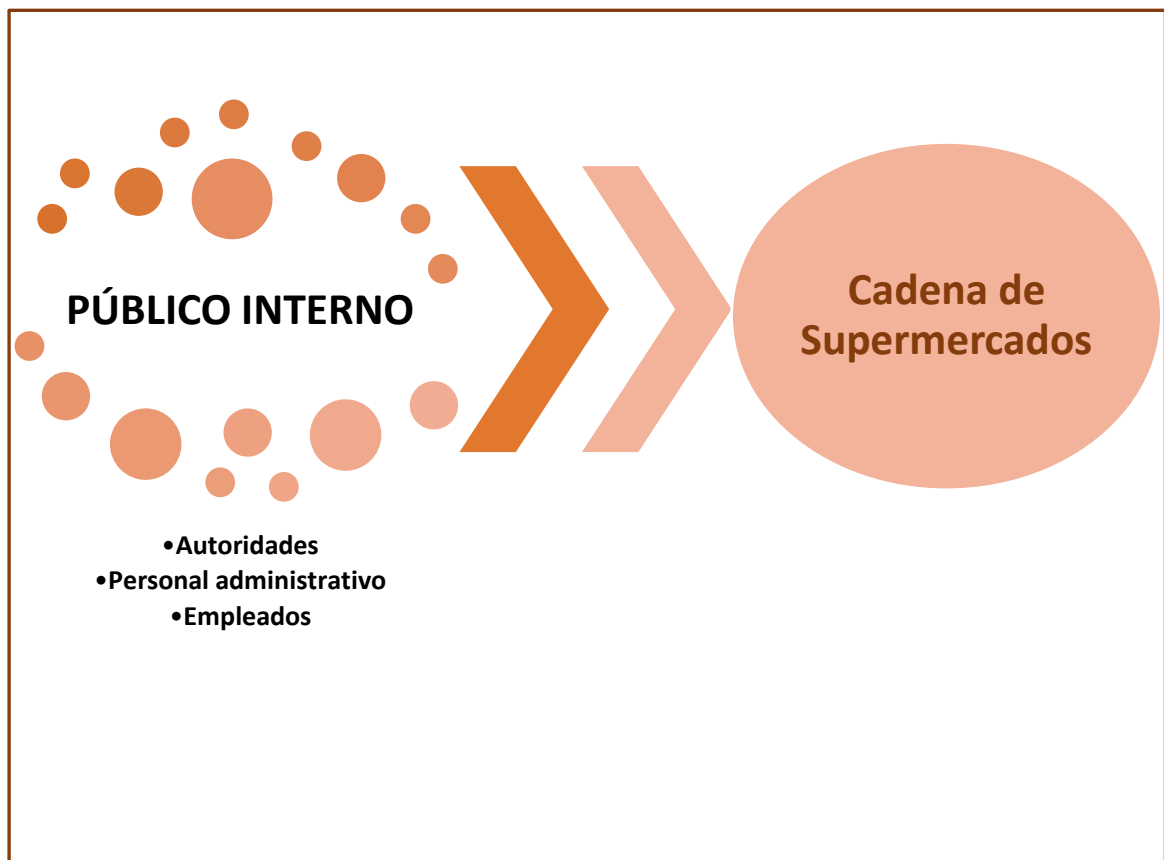 PÚBLICO INTERNO
•Autoridades
•Personal administrativo
•Empleados
Cadena de
Supermercados